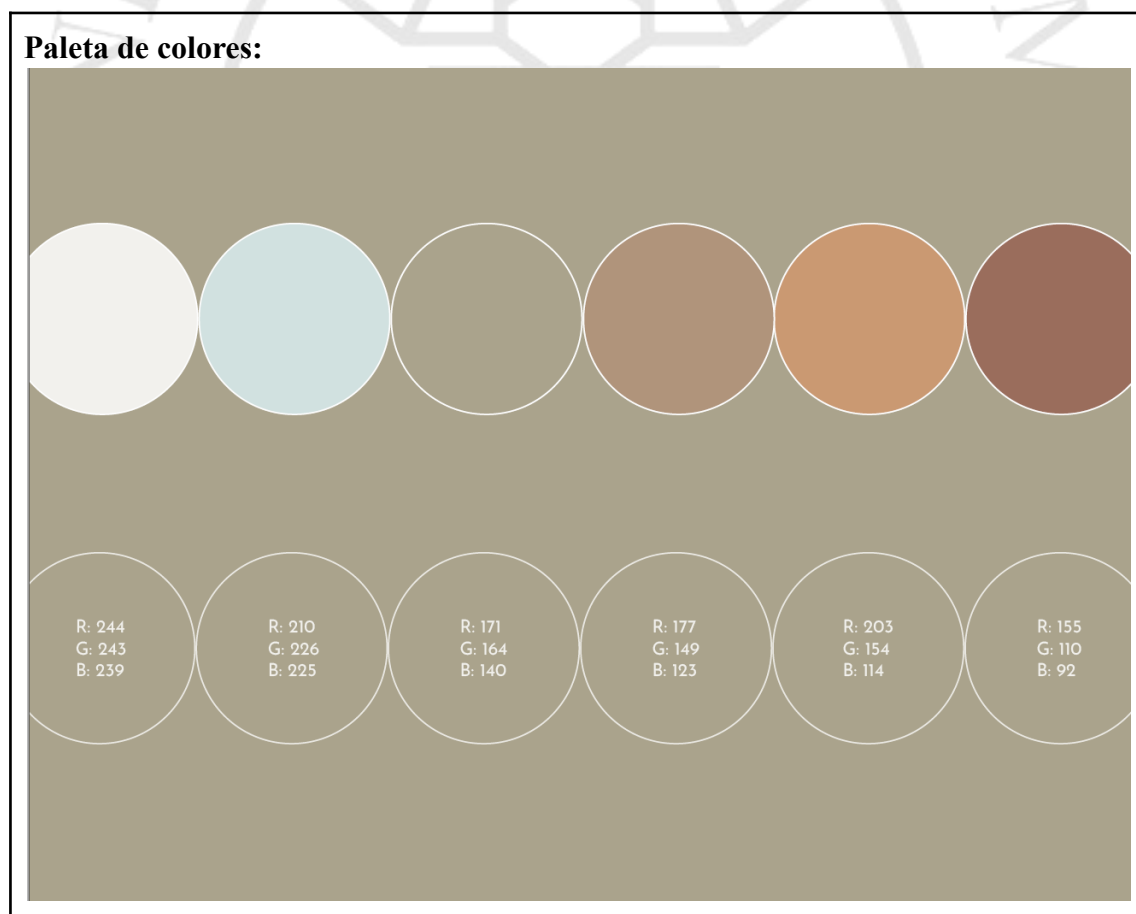 Paleta de colores:
R: 244
G: 243
B: 239
R: 210
G: 226
B: 225
R: 171
G: 164
B: 140
R: 177
G: 149
B: 123
R: 203
G: 154
B: 114
R: 155
G: 110
B: 92